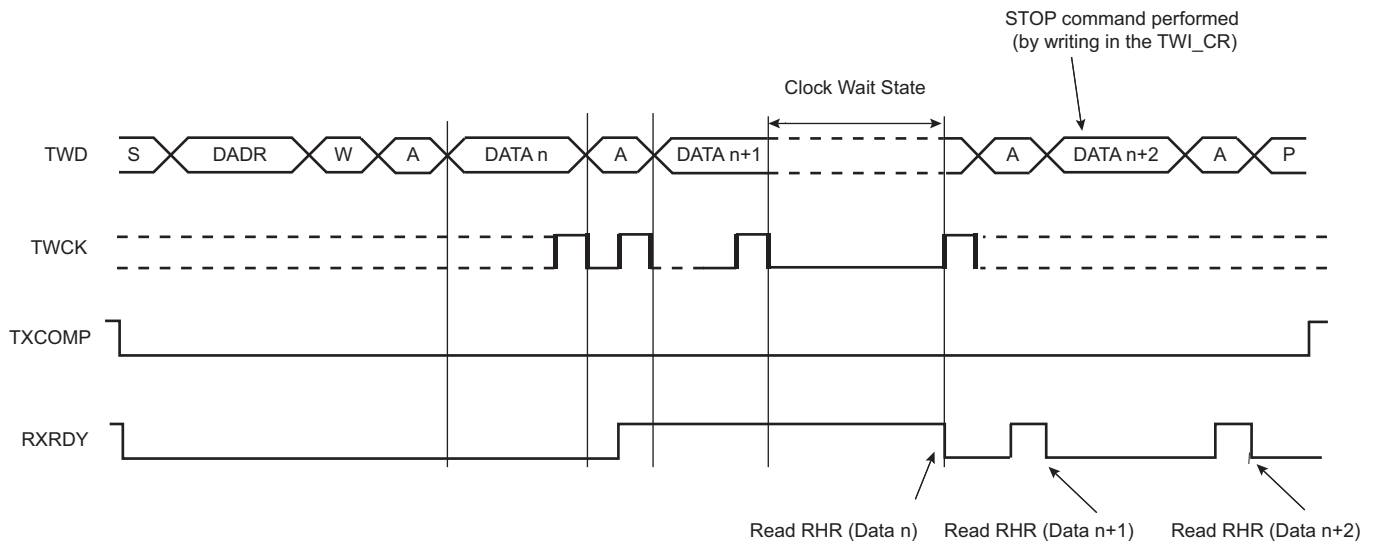 STOP command performed
(by writing in the TWI_CR)
Clock Wait State
TWD S DADR W A DATA n A DATA n+1 A DATA n+2 A P
TWCK
TXCOMP
RXRDY
Read RHR (Data n) Read RHR (Data n+1) Read RHR (Data n+2)